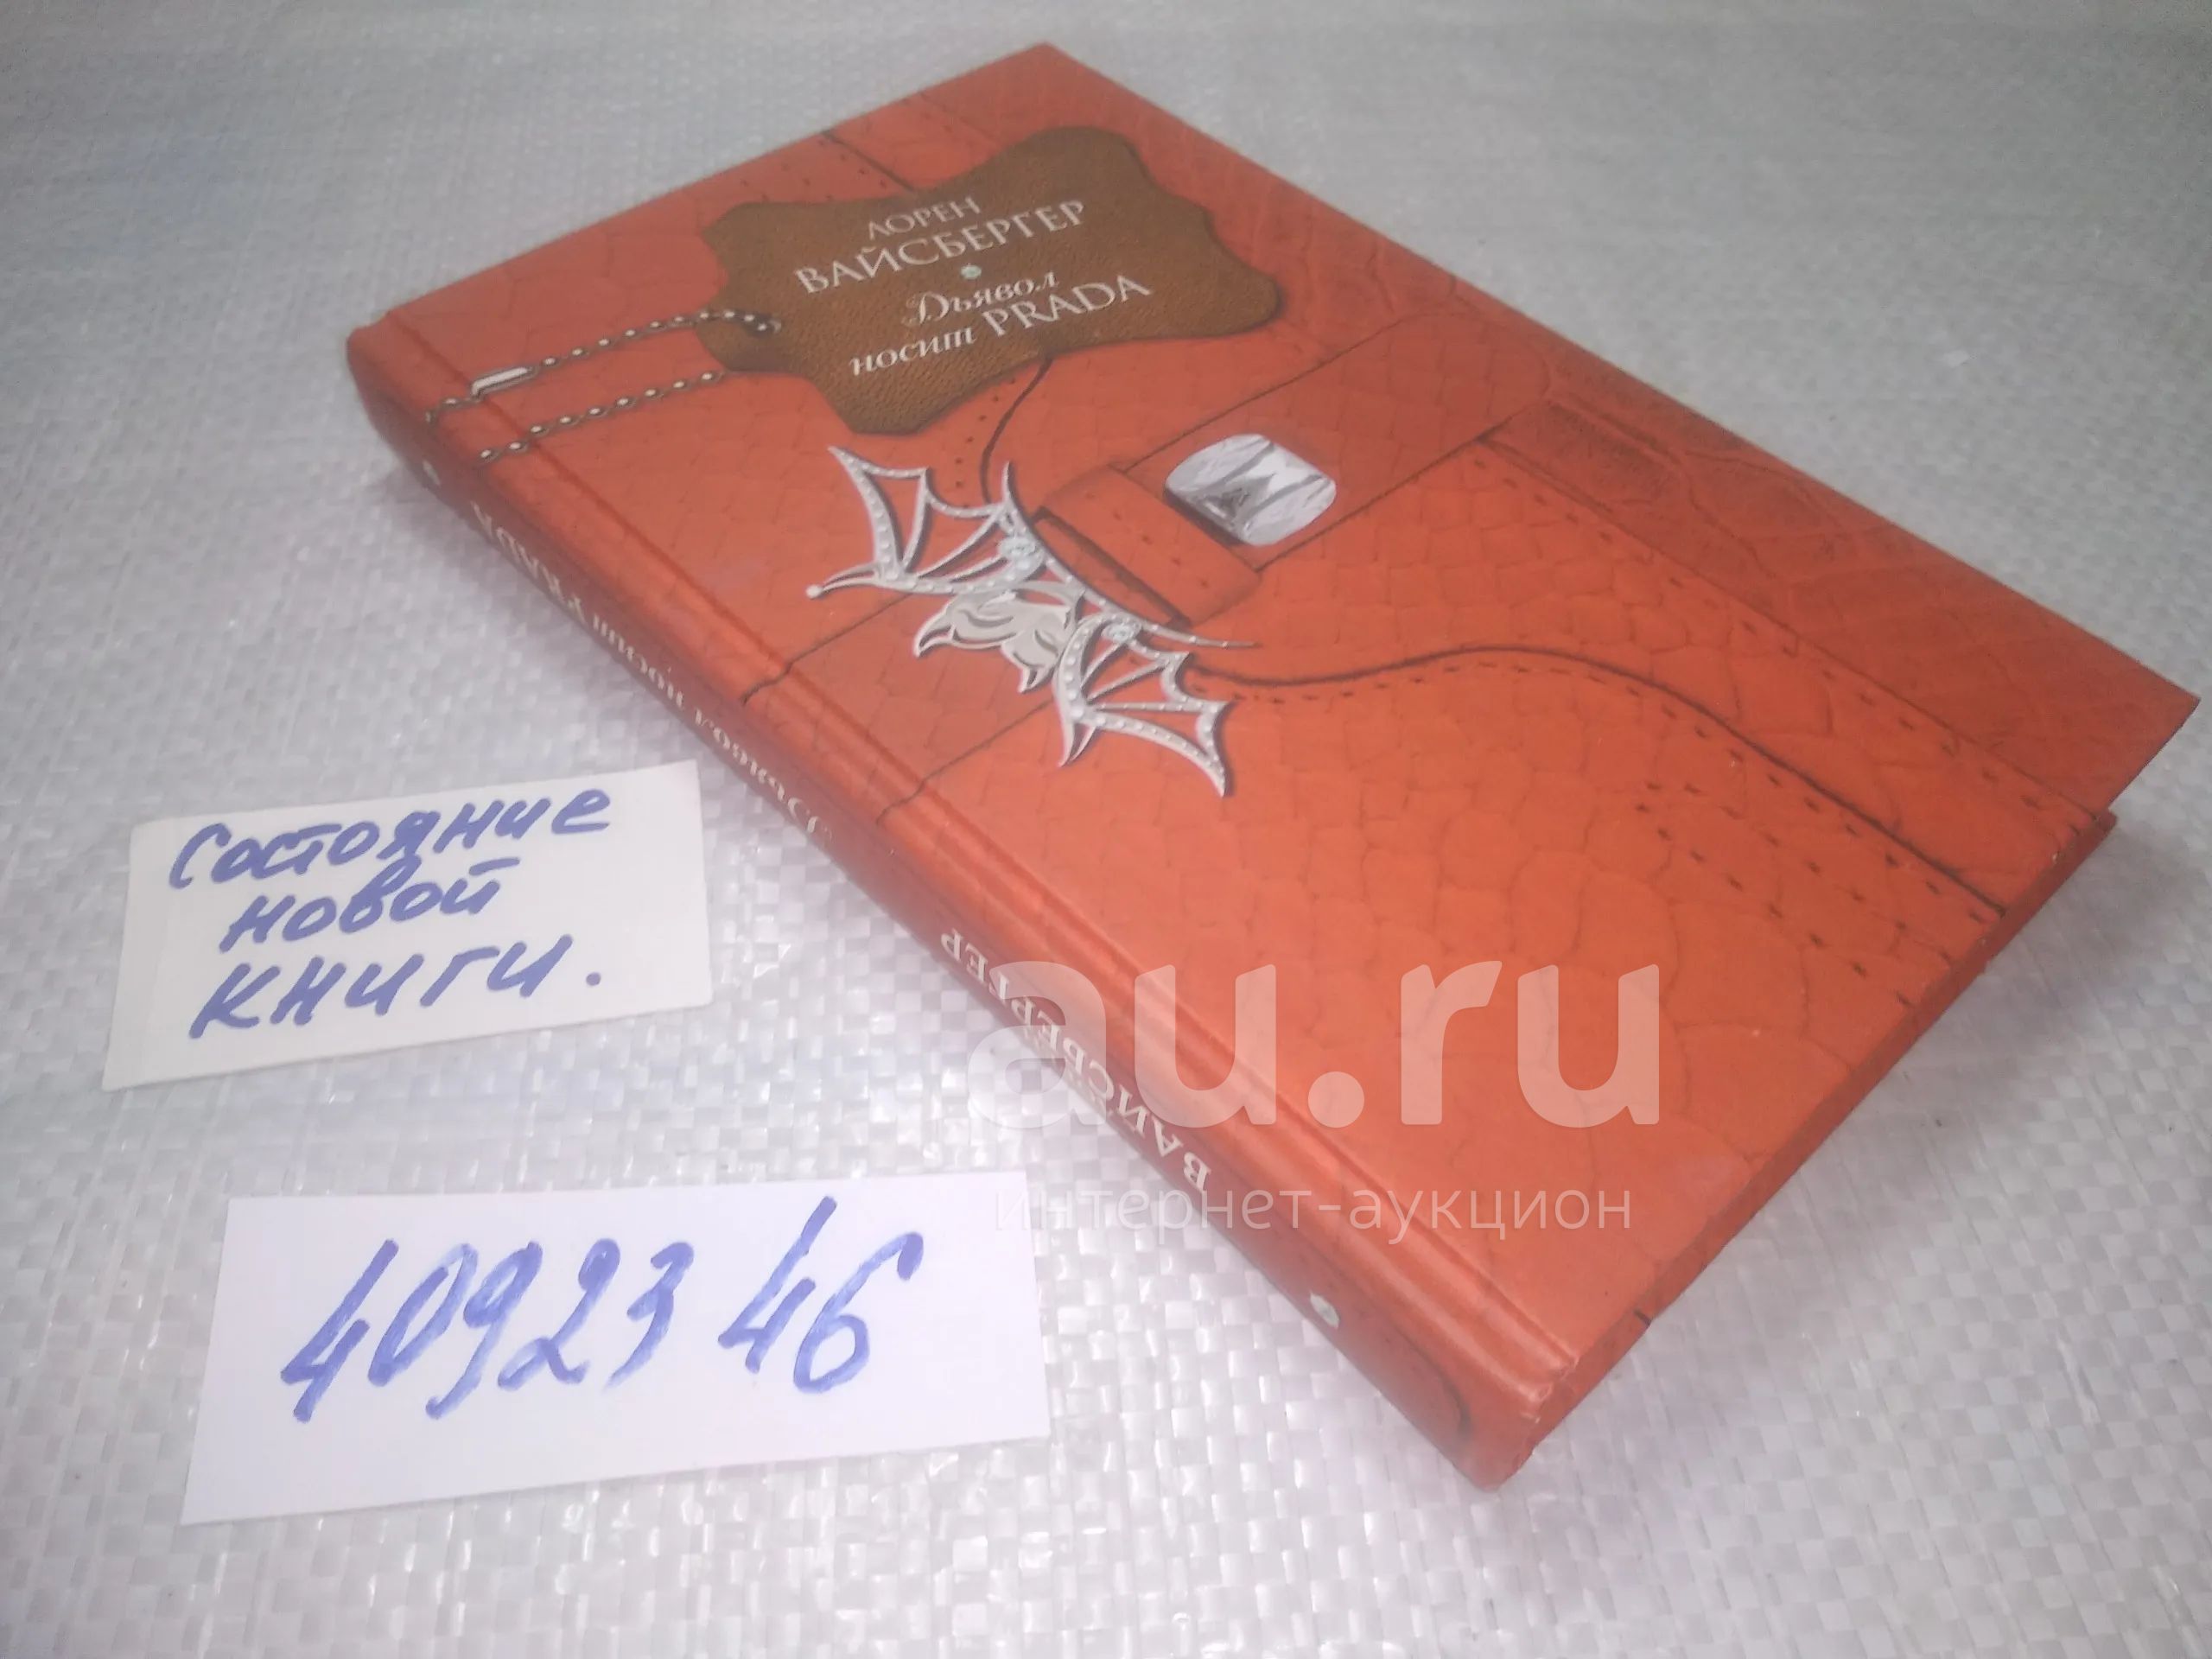 ЛОРЕН
ВАЙСБЕРГЕР
Дьявол
носит PRADA
ВАЙСБЕРГЕР Дьявол носит PRADA
Состояние
новой
книги.
4092346
au.ru
интернет-аукцион